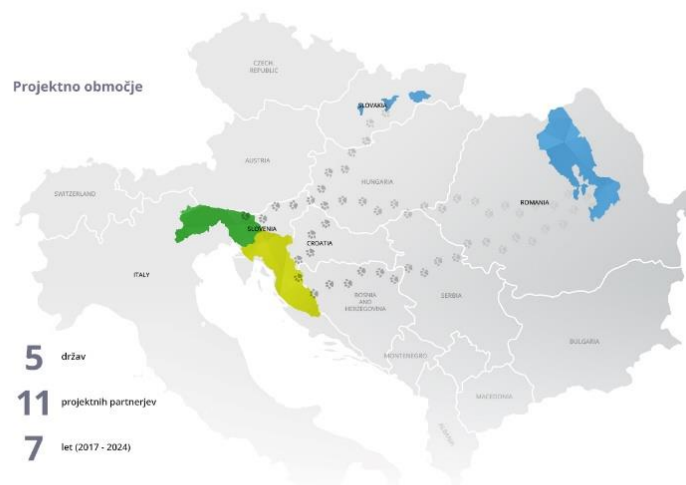 CZECH
REPUBLIC
Projektno območje
SLOVAKIA
AUSTRIA
HUNGARY
SWITZERLAND
ROMANIA
SLOVENIA
CROATIA
ITALY
BOSNIA
AND
HERZEGOVINA
SERBIA
BULGARIA
MONTENEGRO
5 držav
MACEDONIA
11 projektnih partnerjev
ALBANIA
7 let (2017 - 2024)